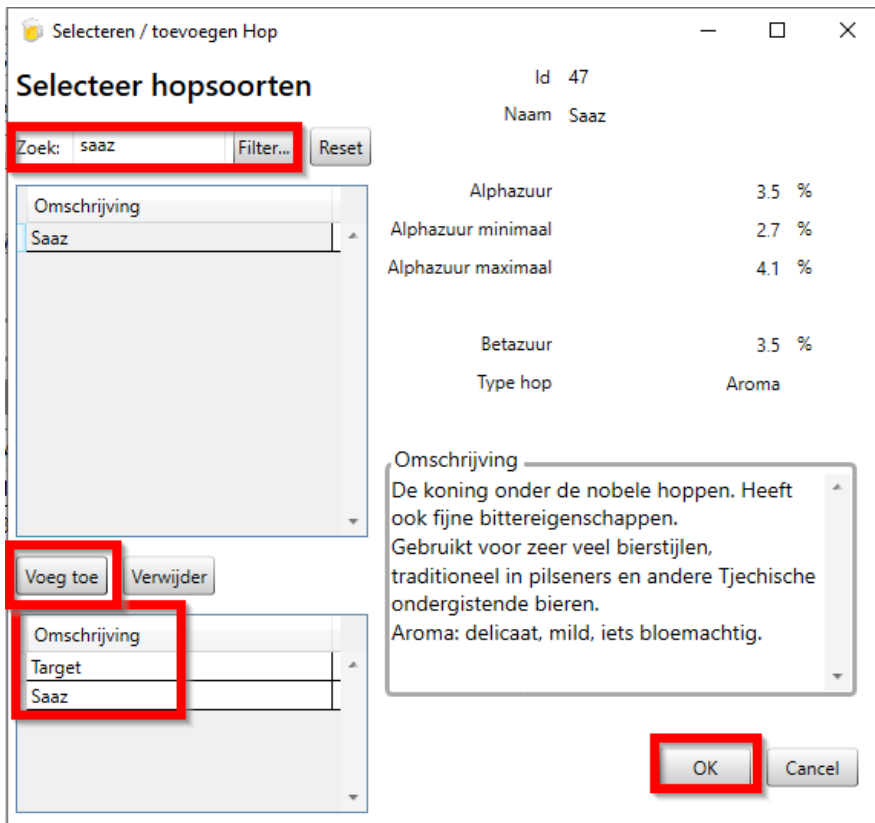 Selecteren / toevoegen Hop
Selecteer hopsoorten
Zoek: saaz Filter... Reset
Omschrijving
Saaz
Voeg toe Verwijder
Omschrijving
Target
Saaz
Id 47
Naam Saaz
Alphazuur 3.5 %
Alphazuur minimaal 2.7 %
Alphazuur maximaal 4.1 %
Betazuur 3.5 %
Type hop Aroma
Omschrijving
De koning onder de nobele hoppen. Heeft
ook fijne bittereigenschappen.
Gebruikt voor zeer veel bierstijlen,
traditioneel in pilseners en andere Tjechische
ondergistende bieren.
Aroma: delicaat, mild, iets bloemachtig.
OK Cancel